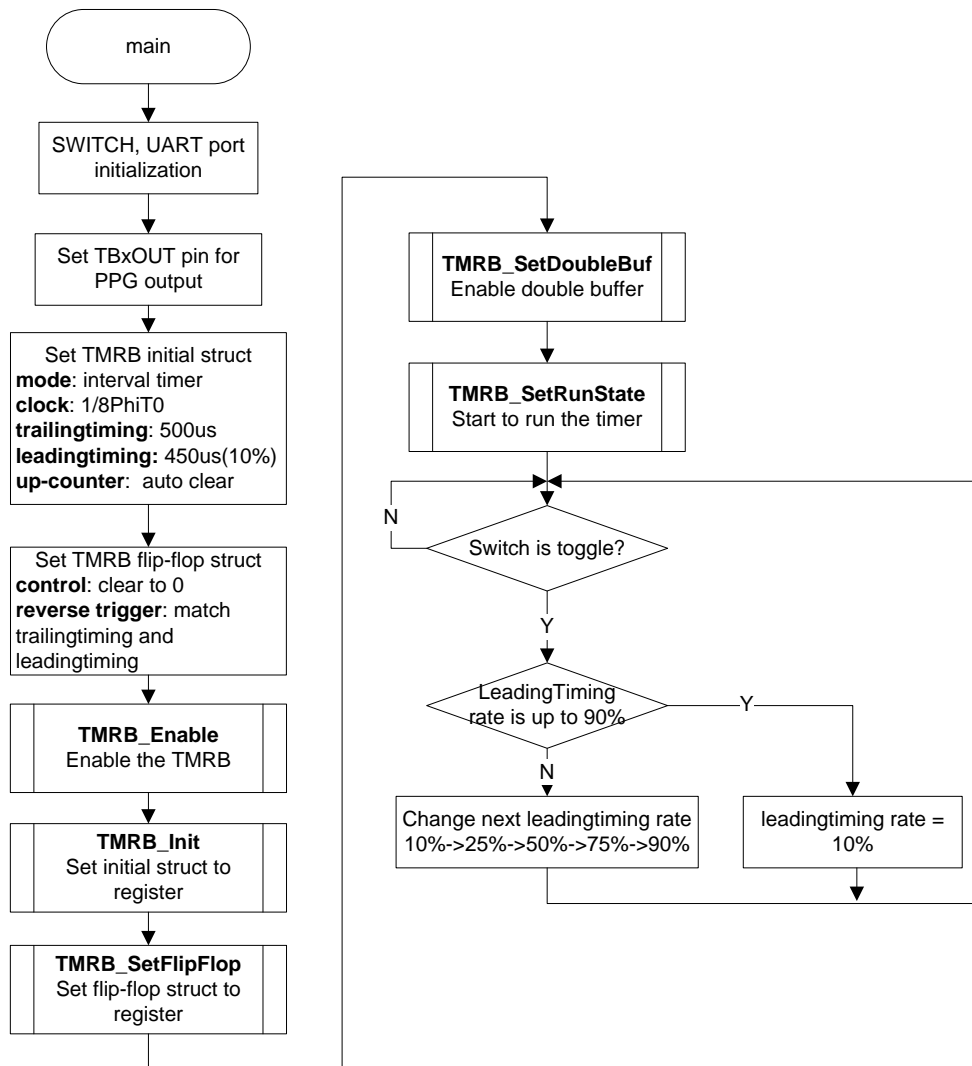 main
SWITCH, UART port
initialization
Set TBxOUT pin for
PPG output
Set TMRB initial struct
mode: interval timer
clock: 1/8PhiT0
trailingtiming: 500us
leadingtiming: 450us(10%)
up-counter:  auto clear
Set TMRB flip-flop struct
control: clear to 0
reverse trigger: match
trailingtiming and
leadingtiming
TMRB_Enable
Enable the TMRB
TMRB_Init
Set initial struct to
register
TMRB_SetFlipFlop
Set flip-flop struct to
register
TMRB_SetDoubleBuf
Enable double buffer
TMRB_SetRunState
Start to run the timer
N
Switch is toggle?
Y
LeadingTiming
rate is up to 90%
Y
N
Change next leadingtiming rate
10%->25%->50%->75%->90%
leadingtiming rate =
10%